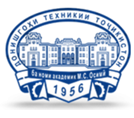 ДОНИШГОҲИ ТЕХНИКИИ ТОҶИКИСТОН
ба номи академик М.С. Осимӣ
1956